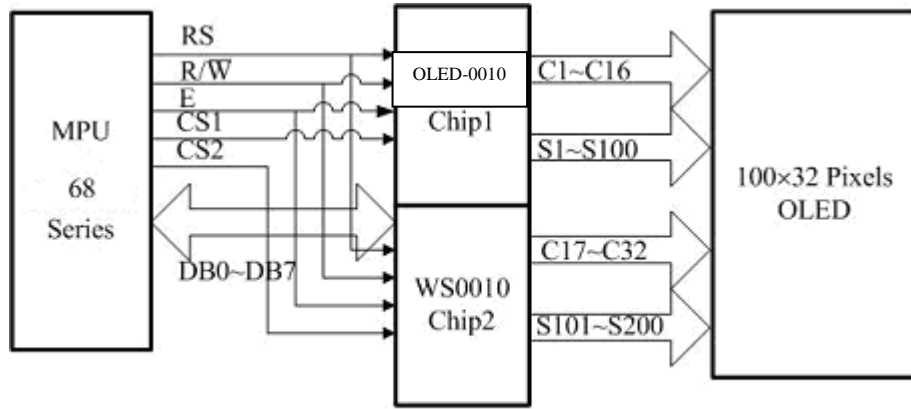 RS
R/W
E
CS1
CS2
MPU
68
Series
DB0~DB7
OLED-0010
Chip1
WS0010
Chip2
C1~C16
S1~S100
C17~C32
S101~S200
100×32 Pixels
OLED